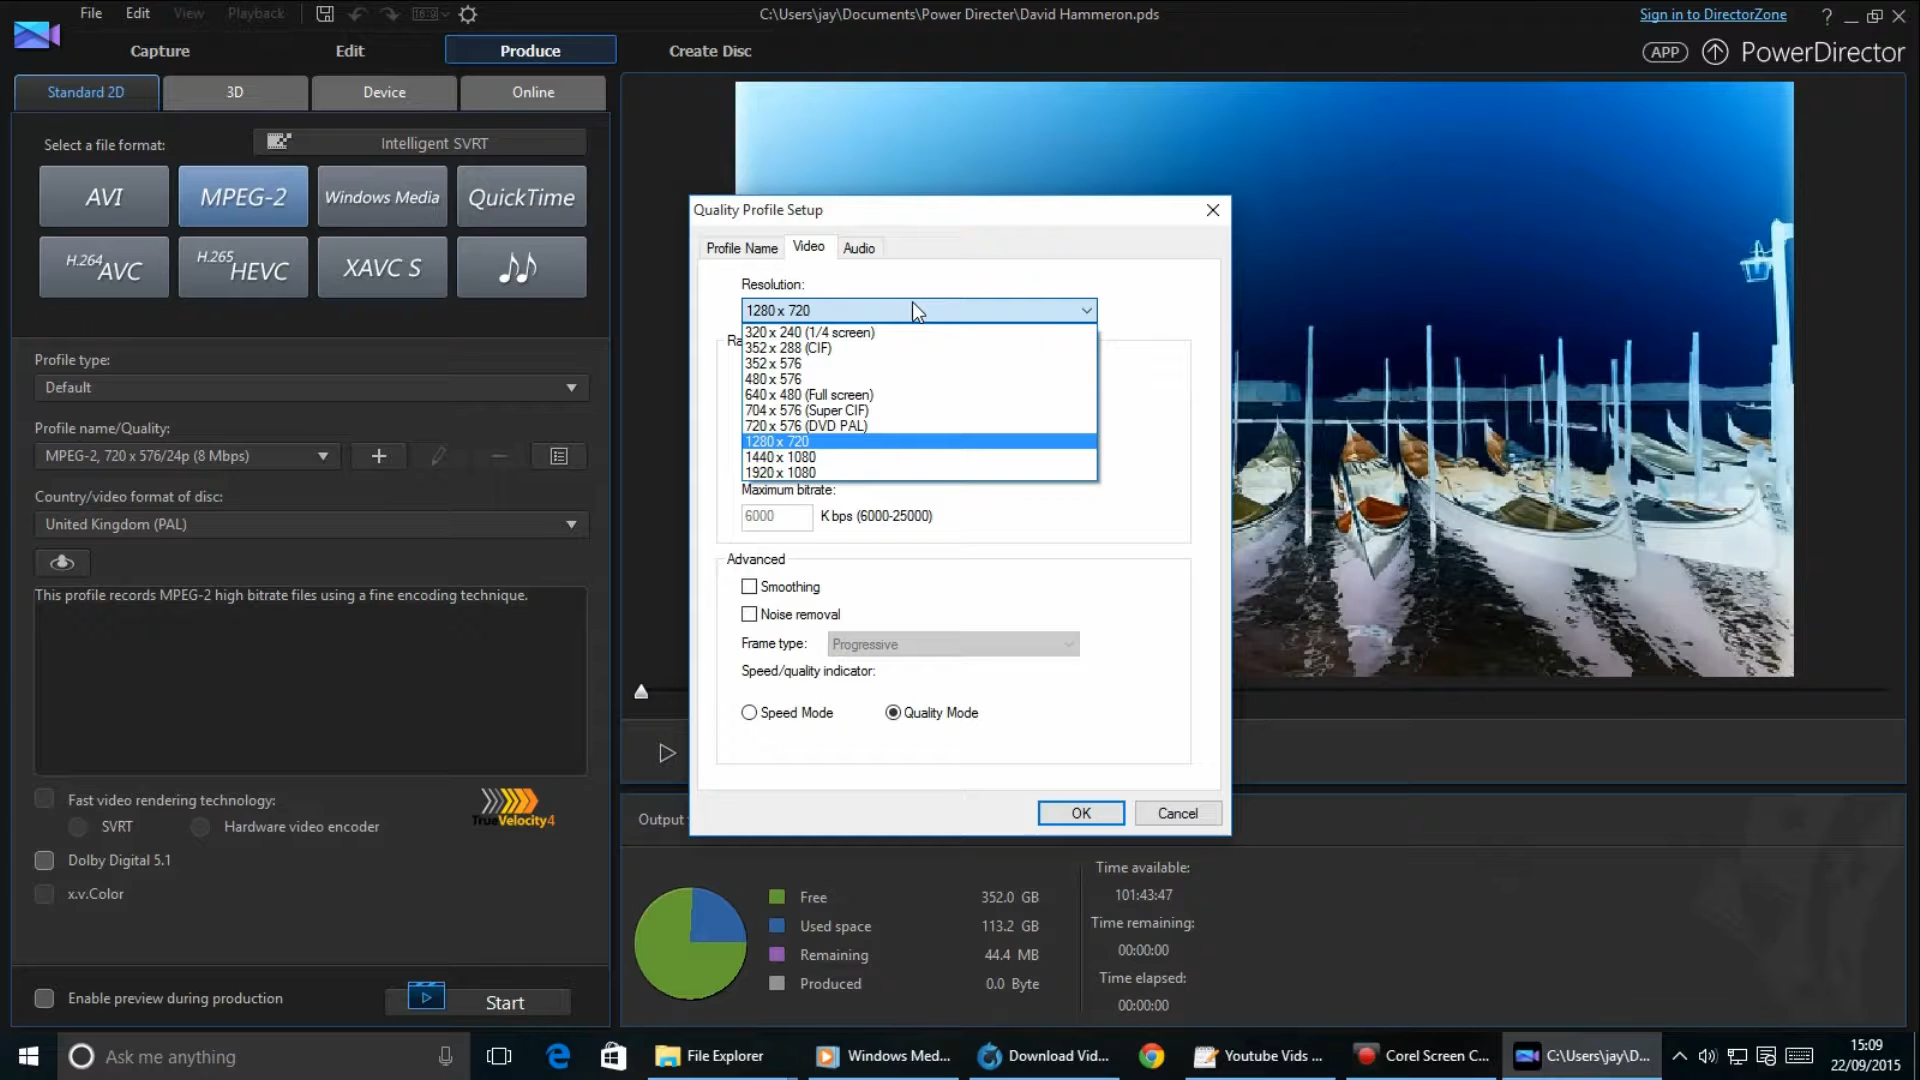 File Edit View Playback 16:9 C:\Users\jay\Documents\Power Directer\David Hammeron.pds Sign in to DirectorZone ?
Capture Edit Produce Create Disc APP PowerDirector
Standard 2D 3D Device Online
Select a file format: Intelligent SVRT
AVI MPEG-2 Windows Media QuickTime
H.264 AVC H.265 HEVC XAVC S
Profile type:
Default
Profile name/Quality:
MPEG-2, 720 x 576/24p (8 Mbps)
Country/video format of disc:
United Kingdom (PAL)
This profile records MPEG-2 high bitrate files using a fine encoding technique.
Fast video rendering technology:
SVRT Hardware video encoder
TrueVelocity4
Dolby Digital 5.1
x.v.Color
Enable preview during production
Start
Quality Profile Setup
Profile Name Video Audio
Resolution:
1280 x 720
320 x 240 (1/4 screen)
352 x 288 (CIF)
352 x 576
480 x 576
640 x 480 (Full screen)
704 x 576 (Super CIF)
720 x 576 (DVD PAL)
1280 x 720
1440 x 1080
1920 x 1080
Maximum bitrate:
6000 Kbps (6000-25000)
Advanced
Smoothing
Noise removal
Frame type: Progressive
Speed/quality indicator:
Speed Mode Quality Mode
OK Cancel
Output
Free 352.0 GB
Used space 113.2 GB
Remaining 44.4 MB
Produced 0.0 Byte
Time available:
101:43:47
Time remaining:
00:00:00
Time elapsed:
00:00:00
Ask me anything File Explorer Windows Med... Download Vid... Youtube Vids ... Corel Screen C... C:\Users\jay\D...
15:09
22/09/2015